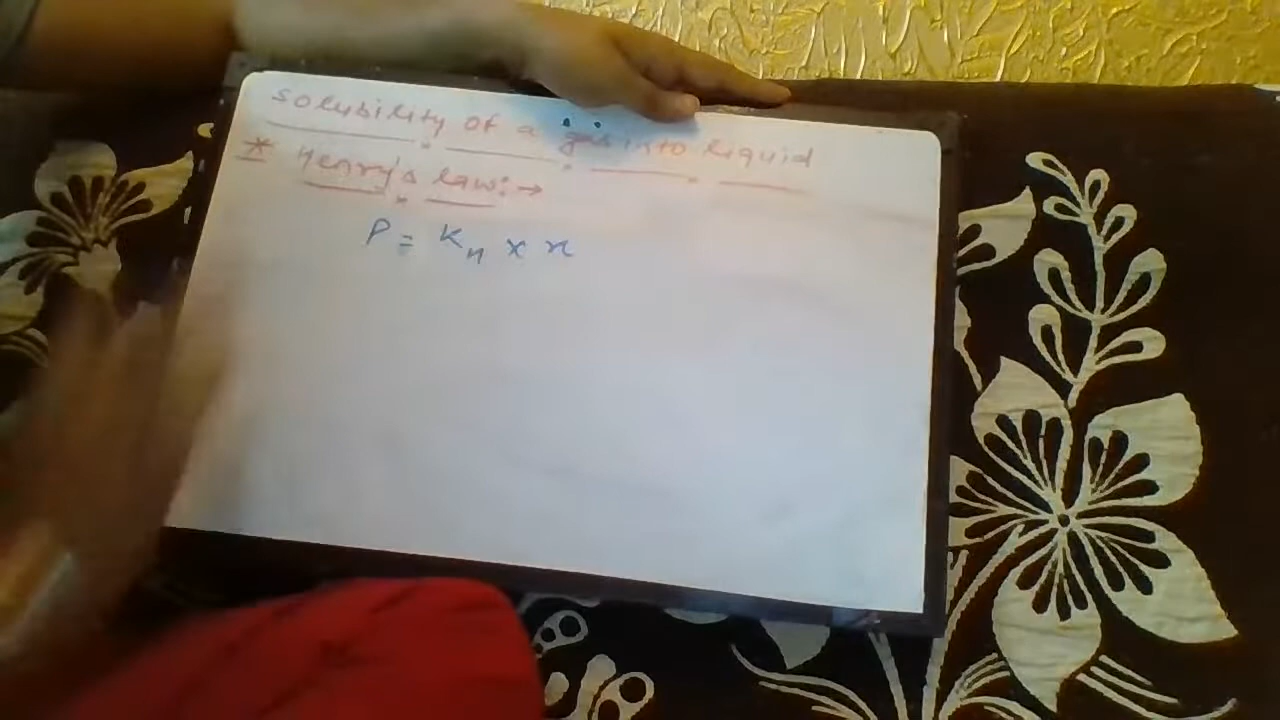 solubility of a gas into liquid
* Henry's law:→
P = KH × x